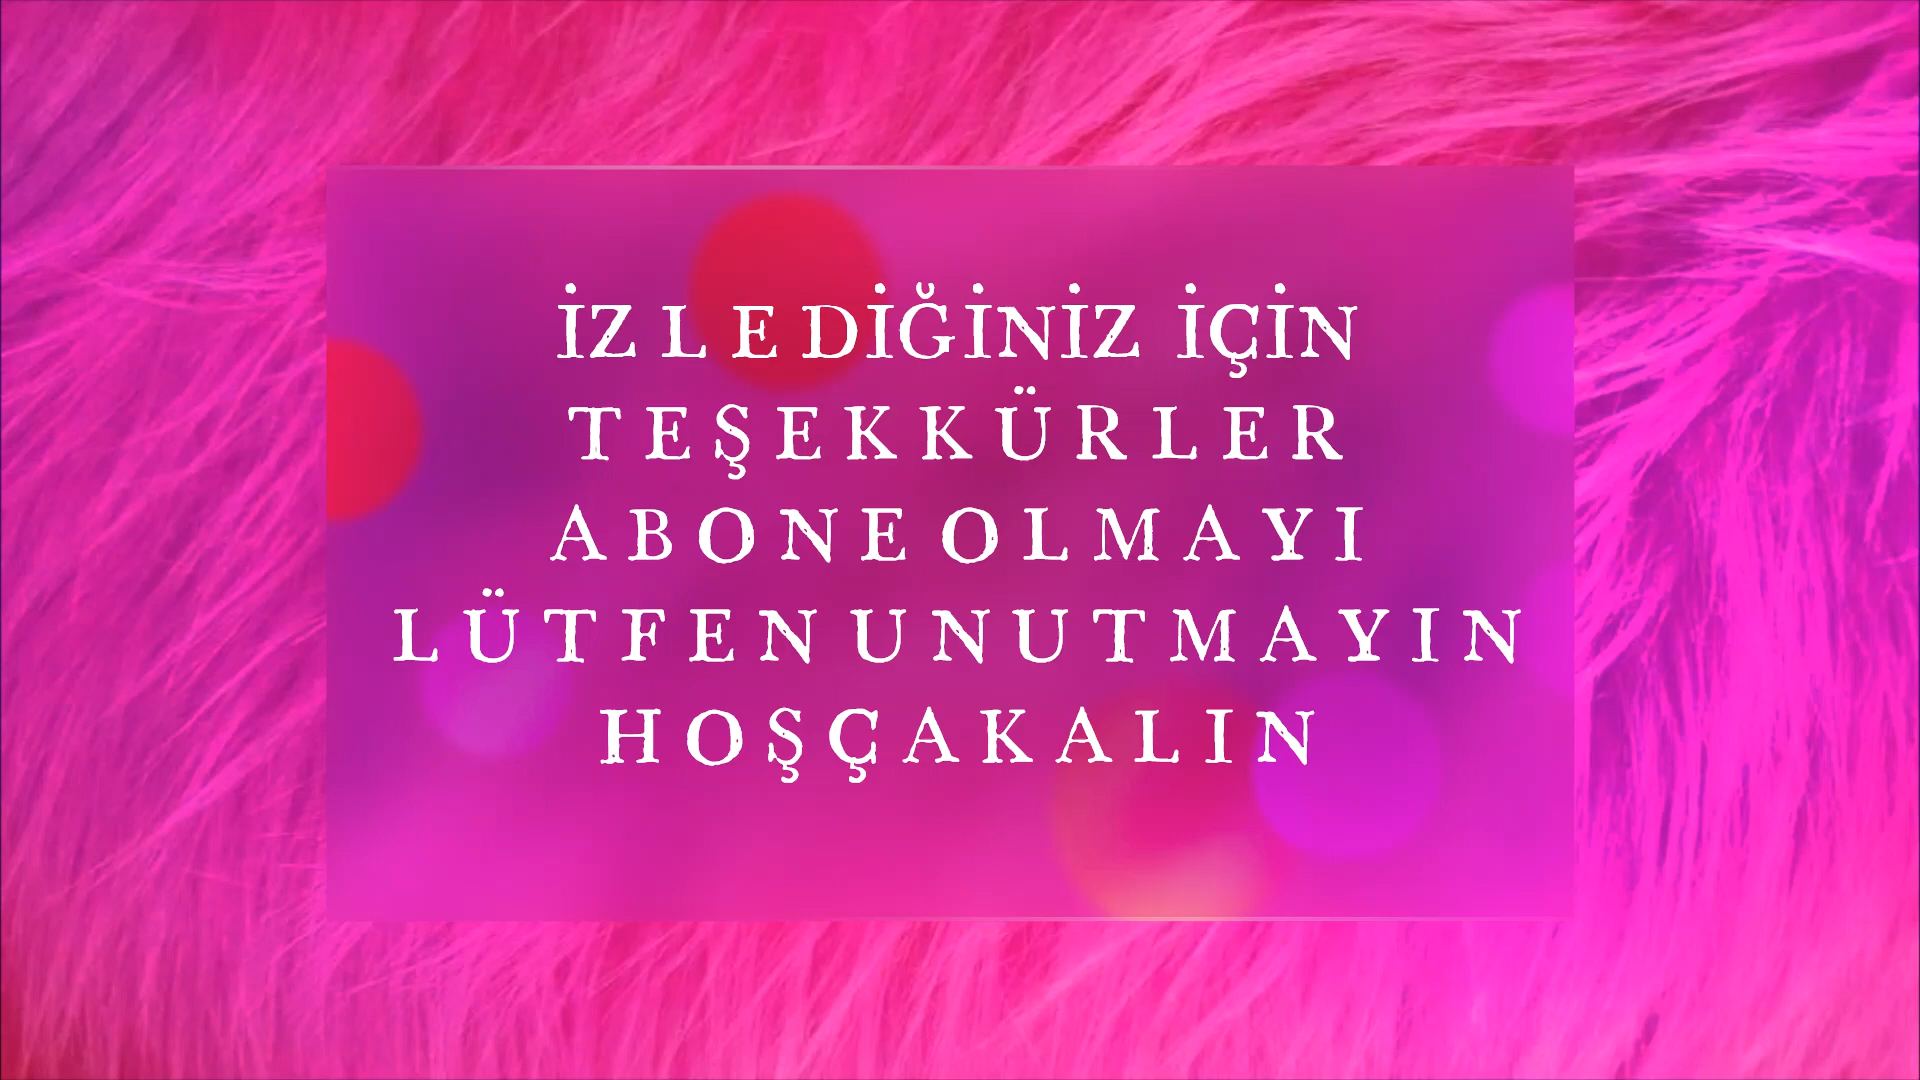 İZLEDİĞİNİZ İÇİN
TEŞEKKÜRLER
ABONE OLMAYI
LÜTFEN UNUTMAYIN
HOŞÇAKALIN